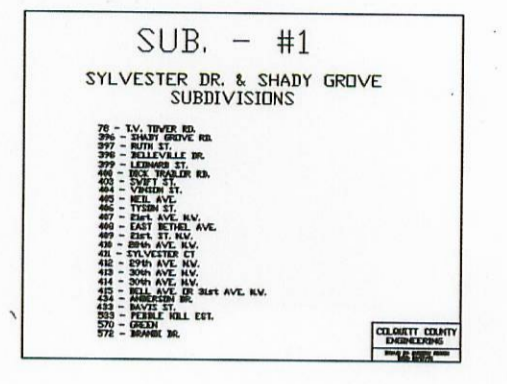 SUB. - #1
SYLVESTER DR. & SHADY GROVE
SUBDIVISIONS
78 - T.V. TOWER RD.
396 - SHADY GROVE RD.
397 - RUTH ST.
398 - BELLEVILLE DR.
399 - LEONARD ST.
400 - DICK TRAILOR RD.
403 - SWIFT ST.
404 - VINSON ST.
405 - NEIL AVE.
406 - TYSON ST.
407 - 21st. AVE. N.W.
408 - EAST BETHEL AVE.
409 - 21st. ST. N.W.
410 - 28th AVE. N.W.
411 - SYLVESTER CT
412 - 29th AVE. N.W.
413 - 30th AVE. N.W.
414 - 30th AVE. N.W.
415 - BELL AVE. OR 31st AVE. N.W.
434 - ANDERSON DR.
433 - DAVIS ST.
533 - PEBBLE HILL EST.
570 - GREEN
572 - BRANDI DR.
COLQUITT COUNTY
ENGINEERING